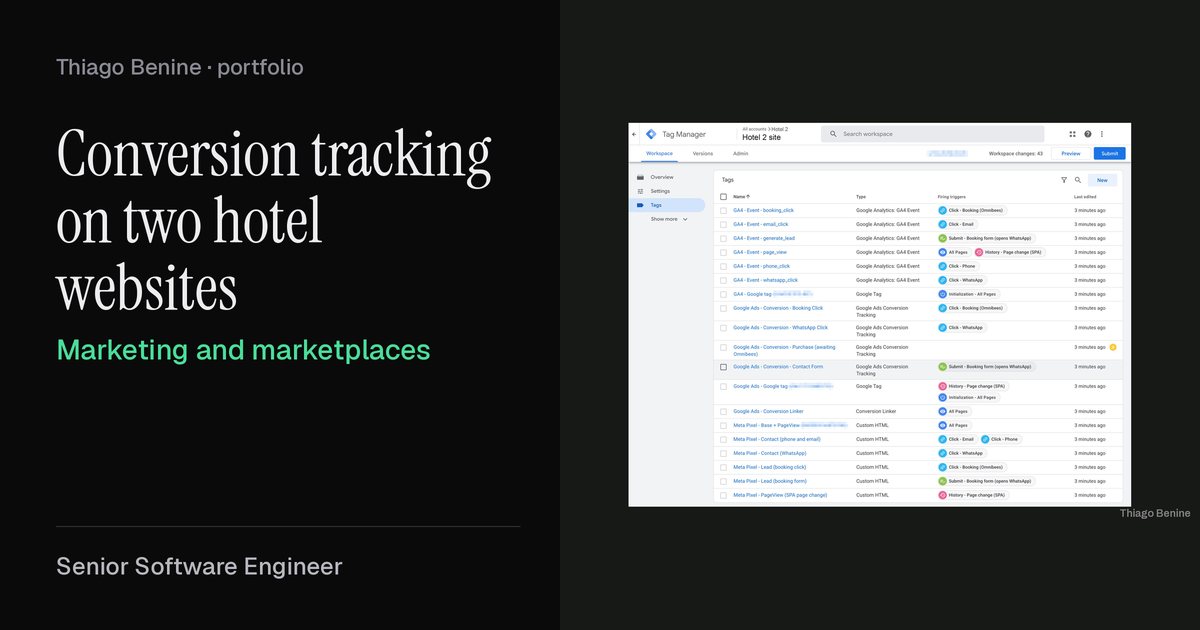 Thiago Benine · portfolio
Conversion tracking
on two hotel
websites
Marketing and marketplaces
Senior Software Engineer
Tag Manager
All accounts > Hotel 2
Hotel 2 site
Search workspace
Workspace Versions Admin
Workspace changes: 43 Preview Submit
Overview
Settings
Tags
Show more
Tags
New
Name ↑ Type Firing triggers Last edited
GA4 - Event - booking_click Google Analytics: GA4 Event Click - Booking (Omnibees) 3 minutes ago
GA4 - Event - email_click Google Analytics: GA4 Event Click - Email 3 minutes ago
GA4 - Event - generate_lead Google Analytics: GA4 Event Submit - Booking form (opens WhatsApp) 3 minutes ago
GA4 - Event - page_view Google Analytics: GA4 Event All Pages History - Page change (SPA) 3 minutes ago
GA4 - Event - phone_click Google Analytics: GA4 Event Click - Phone 3 minutes ago
GA4 - Event - whatsapp_click Google Analytics: GA4 Event Click - WhatsApp 3 minutes ago
GA4 - Google tag Google Tag Initialization - All Pages 3 minutes ago
Google Ads - Conversion - Booking Click Google Ads Conversion Click - Booking (Omnibees) 3 minutes ago
Tracking
Google Ads - Conversion - WhatsApp Click Google Ads Conversion Click - WhatsApp 3 minutes ago
Tracking
Google Ads - Conversion - Purchase (awaiting Google Ads Conversion 3 minutes ago
Omnibees) Tracking
Google Ads - Conversion - Contact Form Google Ads Conversion Submit - Booking form (opens WhatsApp) 3 minutes ago
Tracking
Google Ads - Google tag Google Tag History - Page change (SPA) 3 minutes ago
Initialization - All Pages
Google Ads - Conversion Linker Conversion Linker All Pages 3 minutes ago
Meta Pixel - Base + PageView Custom HTML All Pages 3 minutes ago
Meta Pixel - Contact (phone and email) Custom HTML Click - Email Click - Phone 3 minutes ago
Meta Pixel - Contact (WhatsApp) Custom HTML Click - WhatsApp 3 minutes ago
Meta Pixel - Lead (booking click) Custom HTML Click - Booking (Omnibees) 3 minutes ago
Meta Pixel - Lead (booking form) Custom HTML Submit - Booking form (opens WhatsApp) 3 minutes ago
Meta Pixel - PageView (SPA page change) Custom HTML History - Page change (SPA) 3 minutes ago
Thiago Benine